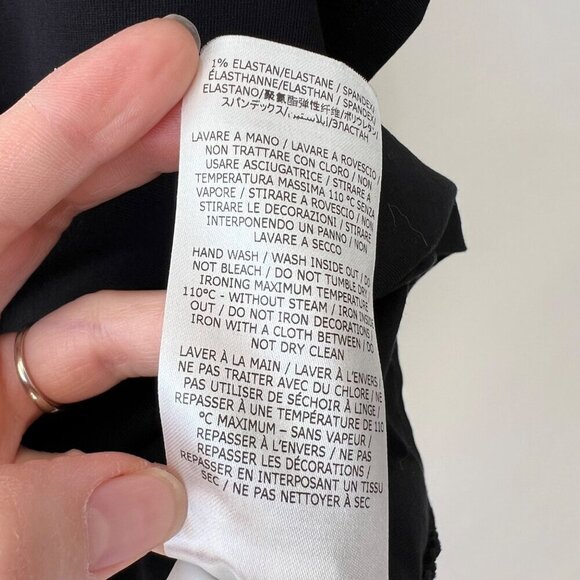 1% ELASTAN/ELASTANE / SPANDEX/
ÉLASTHANNE/ELASTHAN / SPANDEX/
ELASTANO/聚氨酯弹性纤维/ポリウレタン
スパンデックス/إيلاستين/ЭЛАСТАН
LAVARE A MANO / LAVARE A ROVESCIO /
NON TRATTARE CON CLORO / NON
USARE ASCIUGATRICE / STIRARE A
TEMPERATURA MASSIMA 110 °C SENZA
VAPORE / STIRARE A ROVESCIO / NON
STIRARE LE DECORAZIONI / STIRARE
INTERPONENDO UN PANNO / NON
LAVARE A SECCO
HAND WASH / WASH INSIDE OUT / DO
NOT BLEACH / DO NOT TUMBLE DRY
IRONING MAXIMUM TEMPERATURE
110°C - WITHOUT STEAM / IRON INSIDE
OUT / DO NOT IRON DECORATIONS /
IRON WITH A CLOTH BETWEEN / DO
NOT DRY CLEAN
LAVER À LA MAIN / LAVER À L'ENVERS /
NE PAS TRAITER AVEC DU CHLORE / NE
PAS UTILISER DE SÉCHOIR À LINGE /
REPASSER À UNE TEMPÉRATURE DE 110
°C MAXIMUM – SANS VAPEUR /
REPASSER À L'ENVERS / NE PAS
REPASSER LES DÉCORATIONS /
REPASSER EN INTERPOSANT UN TISSU
SEC / NE PAS NETTOYER À SEC